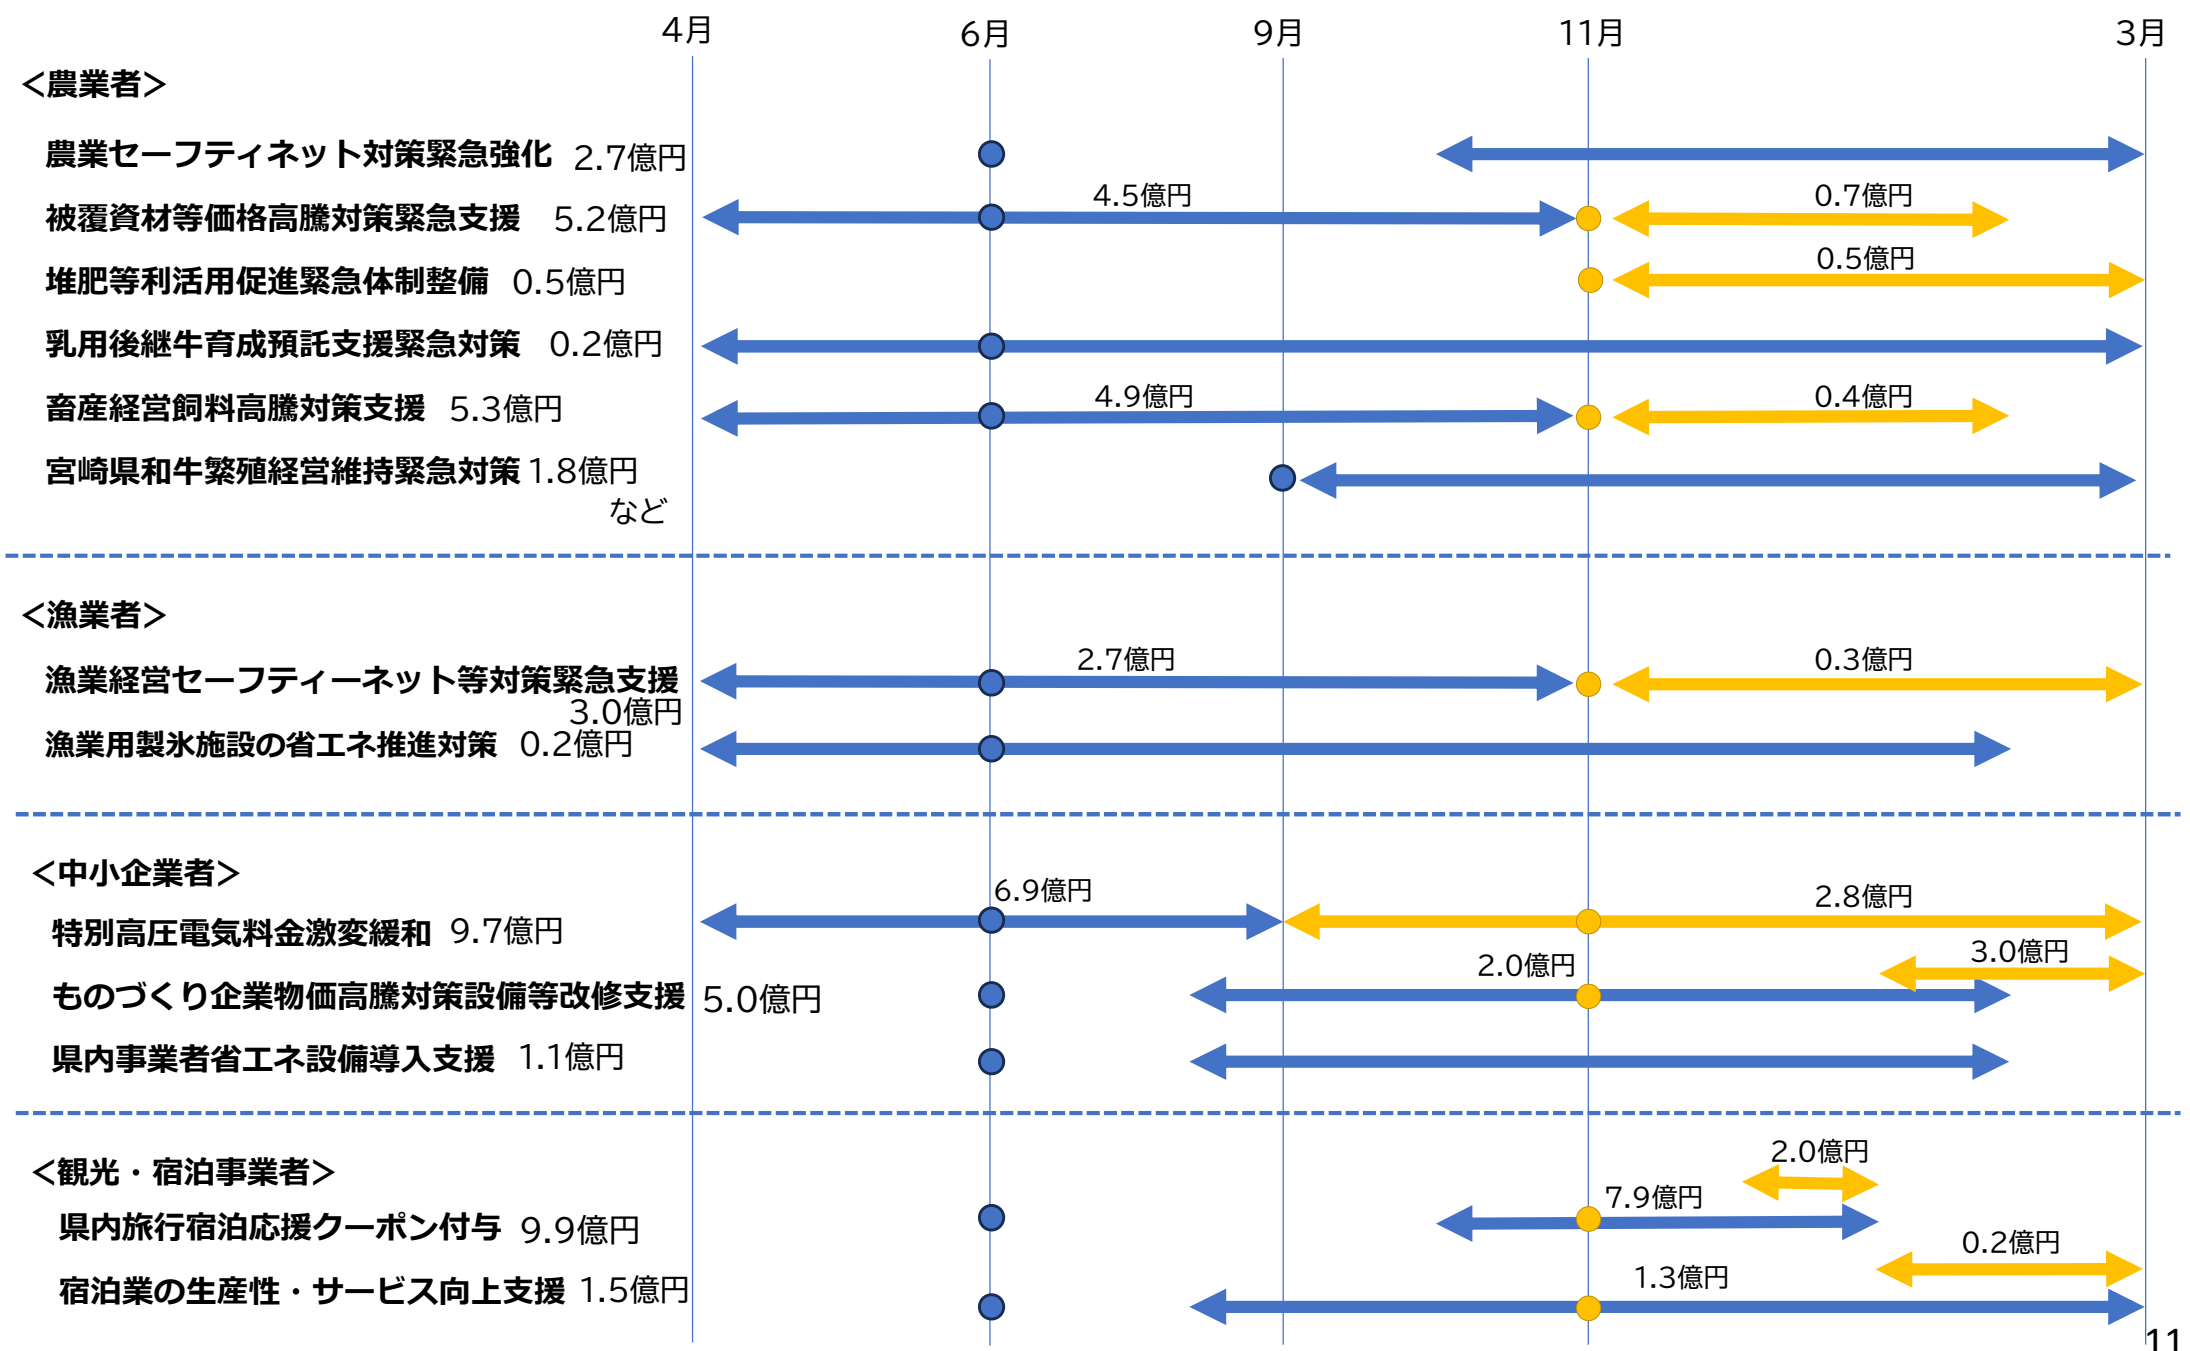 4月 6月 9月 11月 3月
＜農業者＞
農業セーフティネット対策緊急強化 2.7億円
4.5億円 0.7億円
被覆資材等価格高騰対策緊急支援 5.2億円
0.5億円
堆肥等利活用促進緊急体制整備 0.5億円
乳用後継牛育成預託支援緊急対策 0.2億円
4.9億円 0.4億円
畜産経営飼料高騰対策支援 5.3億円
宮崎県和牛繁殖経営維持緊急対策 1.8億円
など
＜漁業者＞
2.7億円 0.3億円
漁業経営セーフティーネット等対策緊急支援
3.0億円
漁業用製氷施設の省エネ推進対策 0.2億円
＜中小企業者＞
6.9億円 2.8億円
特別高圧電気料金激変緩和 9.7億円
2.0億円 3.0億円
ものづくり企業物価高騰対策設備等改修支援 5.0億円
県内事業者省エネ設備導入支援 1.1億円
＜観光・宿泊事業者＞
2.0億円
7.9億円
県内旅行宿泊応援クーポン付与 9.9億円
0.2億円
1.3億円
宿泊業の生産性・サービス向上支援 1.5億円
11